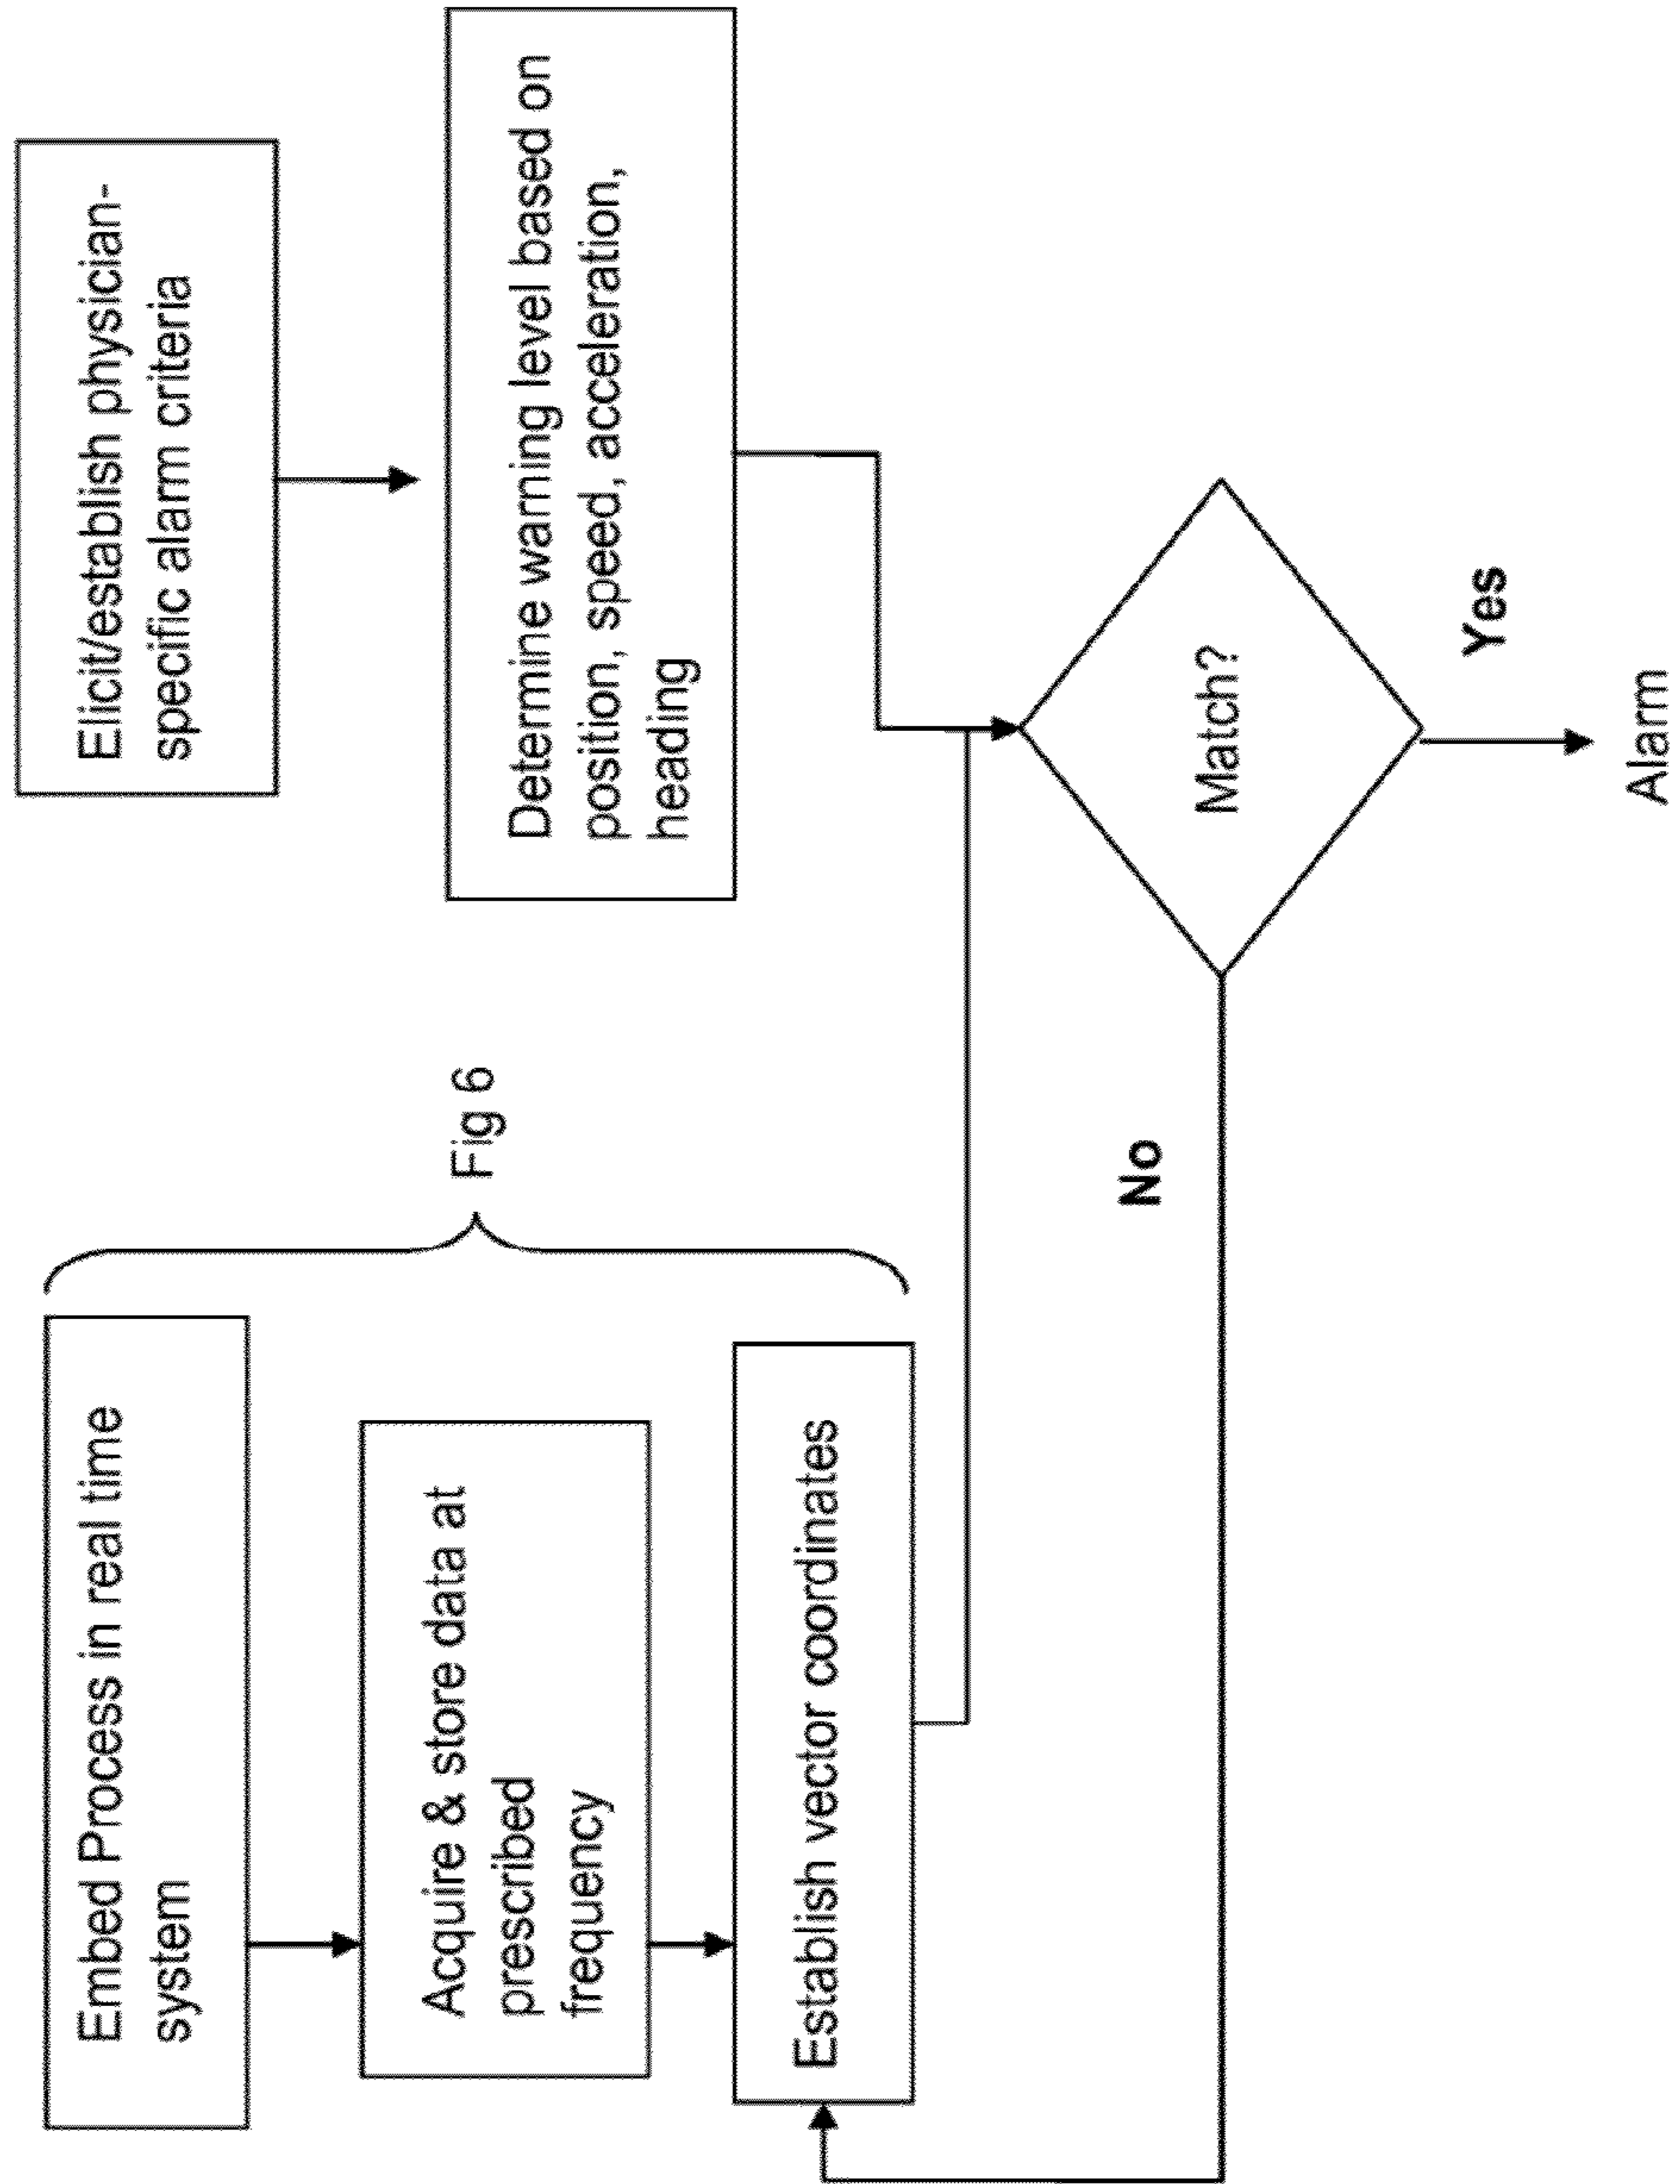 Embed Process in real time
system
Acquire & store data at
prescribed
frequency
Establish vector coordinates
Fig 6
Elicit/establish physician-
specific alarm criteria
Determine warning level based on
position, speed, acceleration,
heading
Match?
No
Yes
Alarm